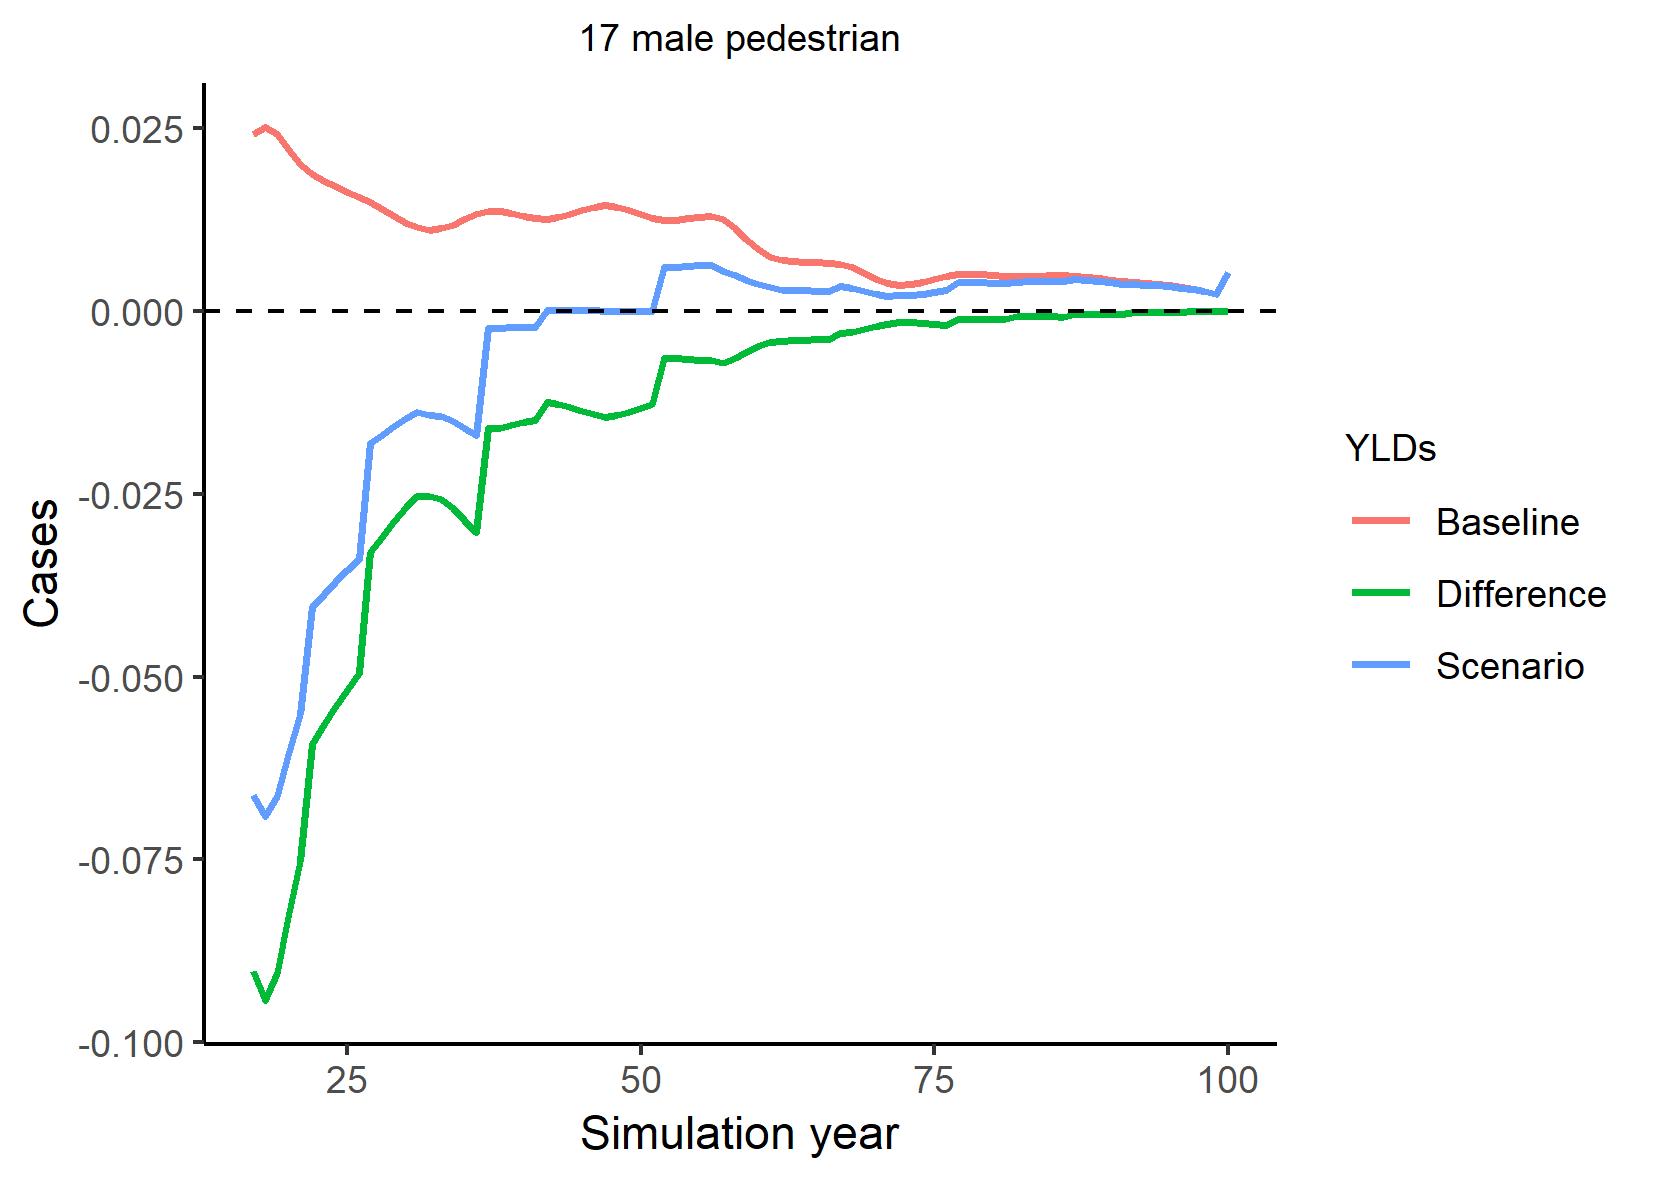 17 male pedestrian
0.025
0.000
-0.025
-0.050
-0.075
-0.100
Cases
25 50 75 100
Simulation year
YLDs
Baseline
Difference
Scenario